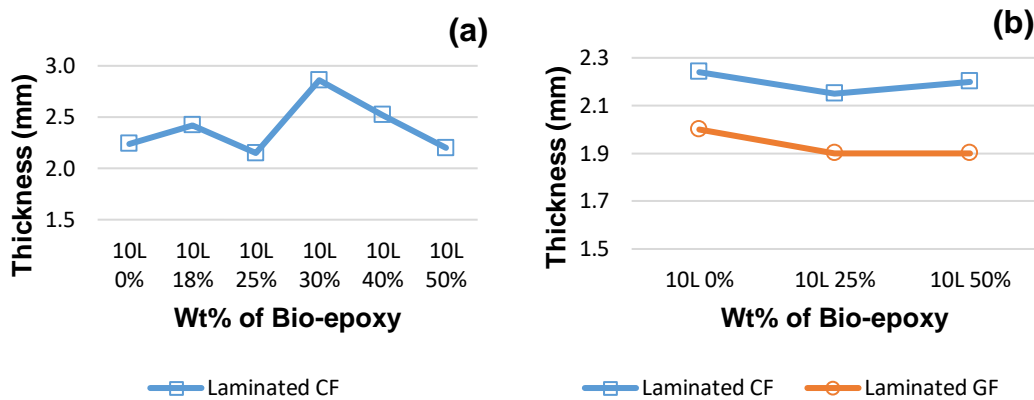 (a)
Thickness (mm)
3.0
2.5
2.0
1.5
10L 10L 10L 10L 10L 10L
0% 18% 25% 30% 40% 50%
Wt% of Bio-epoxy
Laminated CF
(b)
Thickness (mm)
2.3
2.1
1.9
1.7
1.5
10L 0% 10L 25% 10L 50%
Wt% of Bio-epoxy
Laminated CF Laminated GF